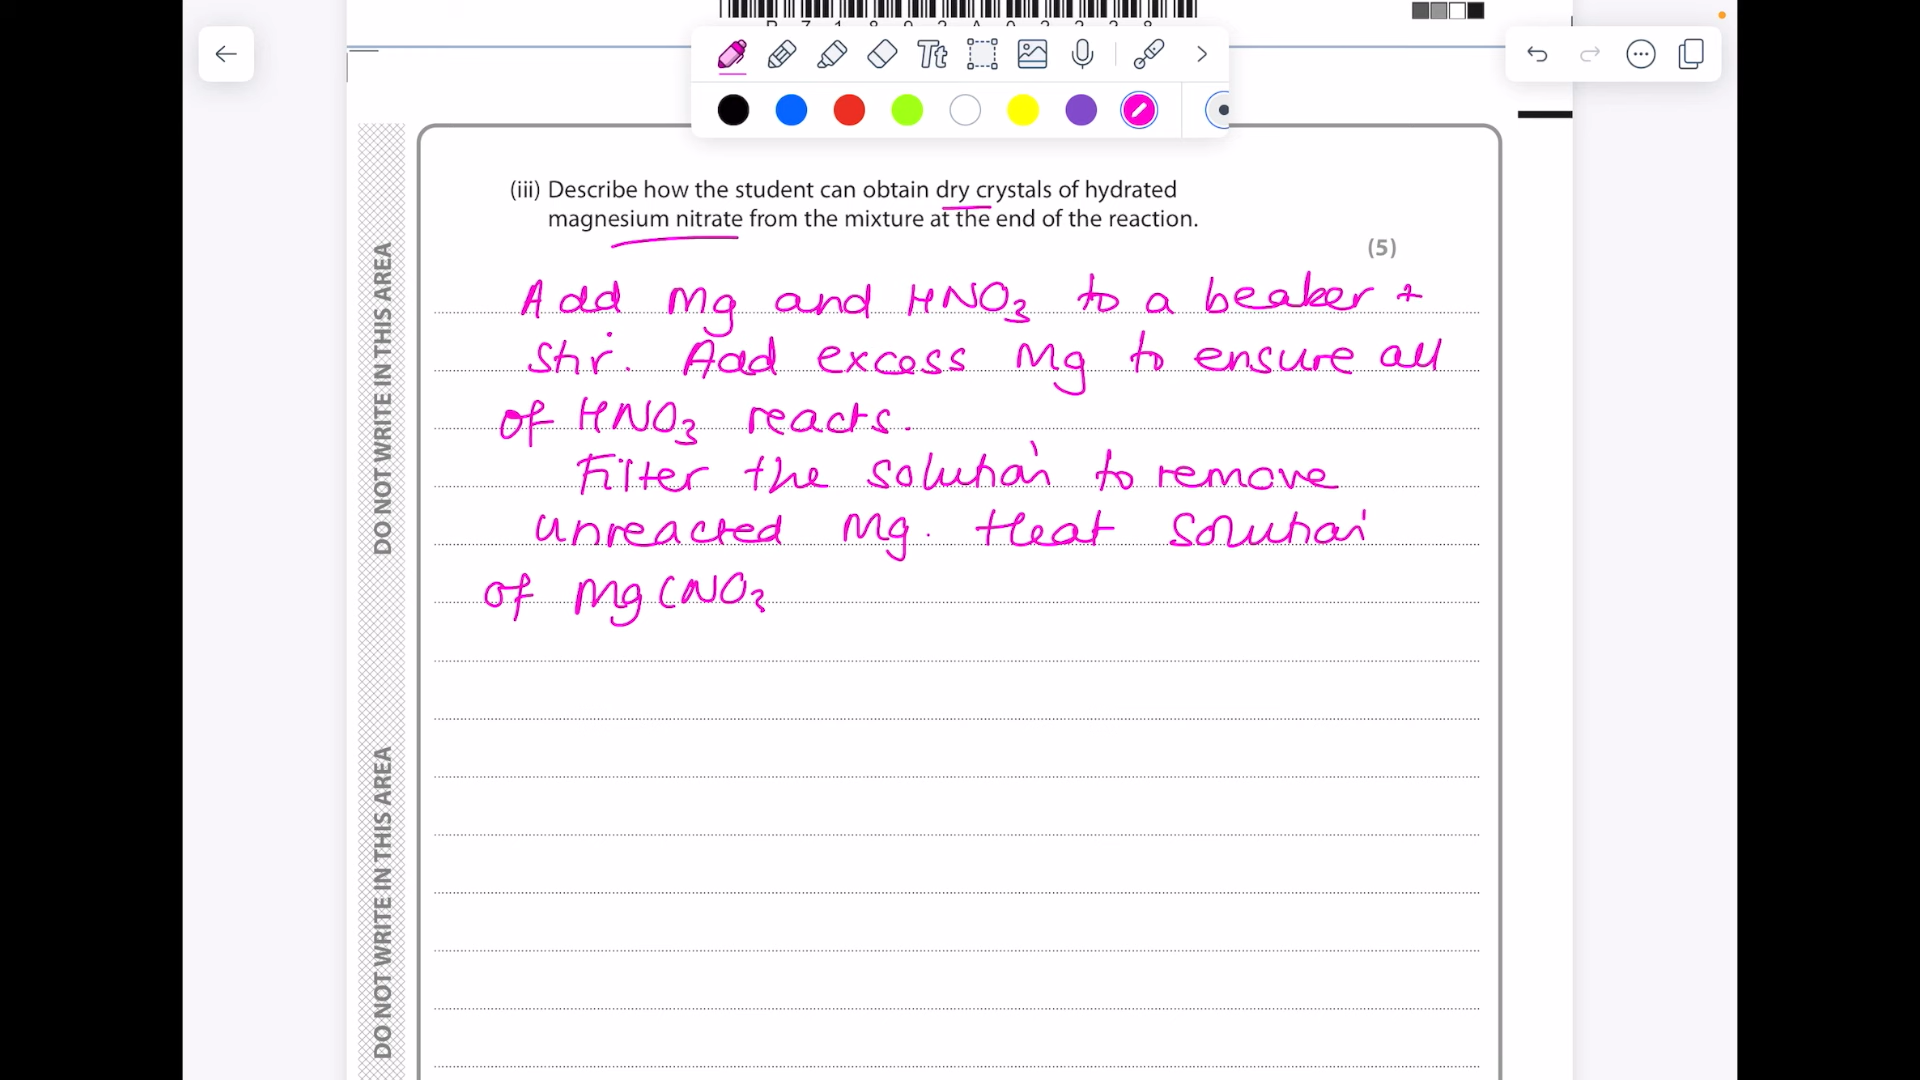 Tt
(iii) Describe how the student can obtain dry crystals of hydrated
magnesium nitrate from the mixture at the end of the reaction.
(5)
Add Mg and HNO₃ to a beaker +
Stir. Add excess Mg to ensure all
of HNO₃ reacts.
Filter the solution to remove
unreacted Mg. Heat solution
of Mg(NO₃
DO NOT WRITE IN THIS AREA
DO NOT WRITE IN THIS AREA